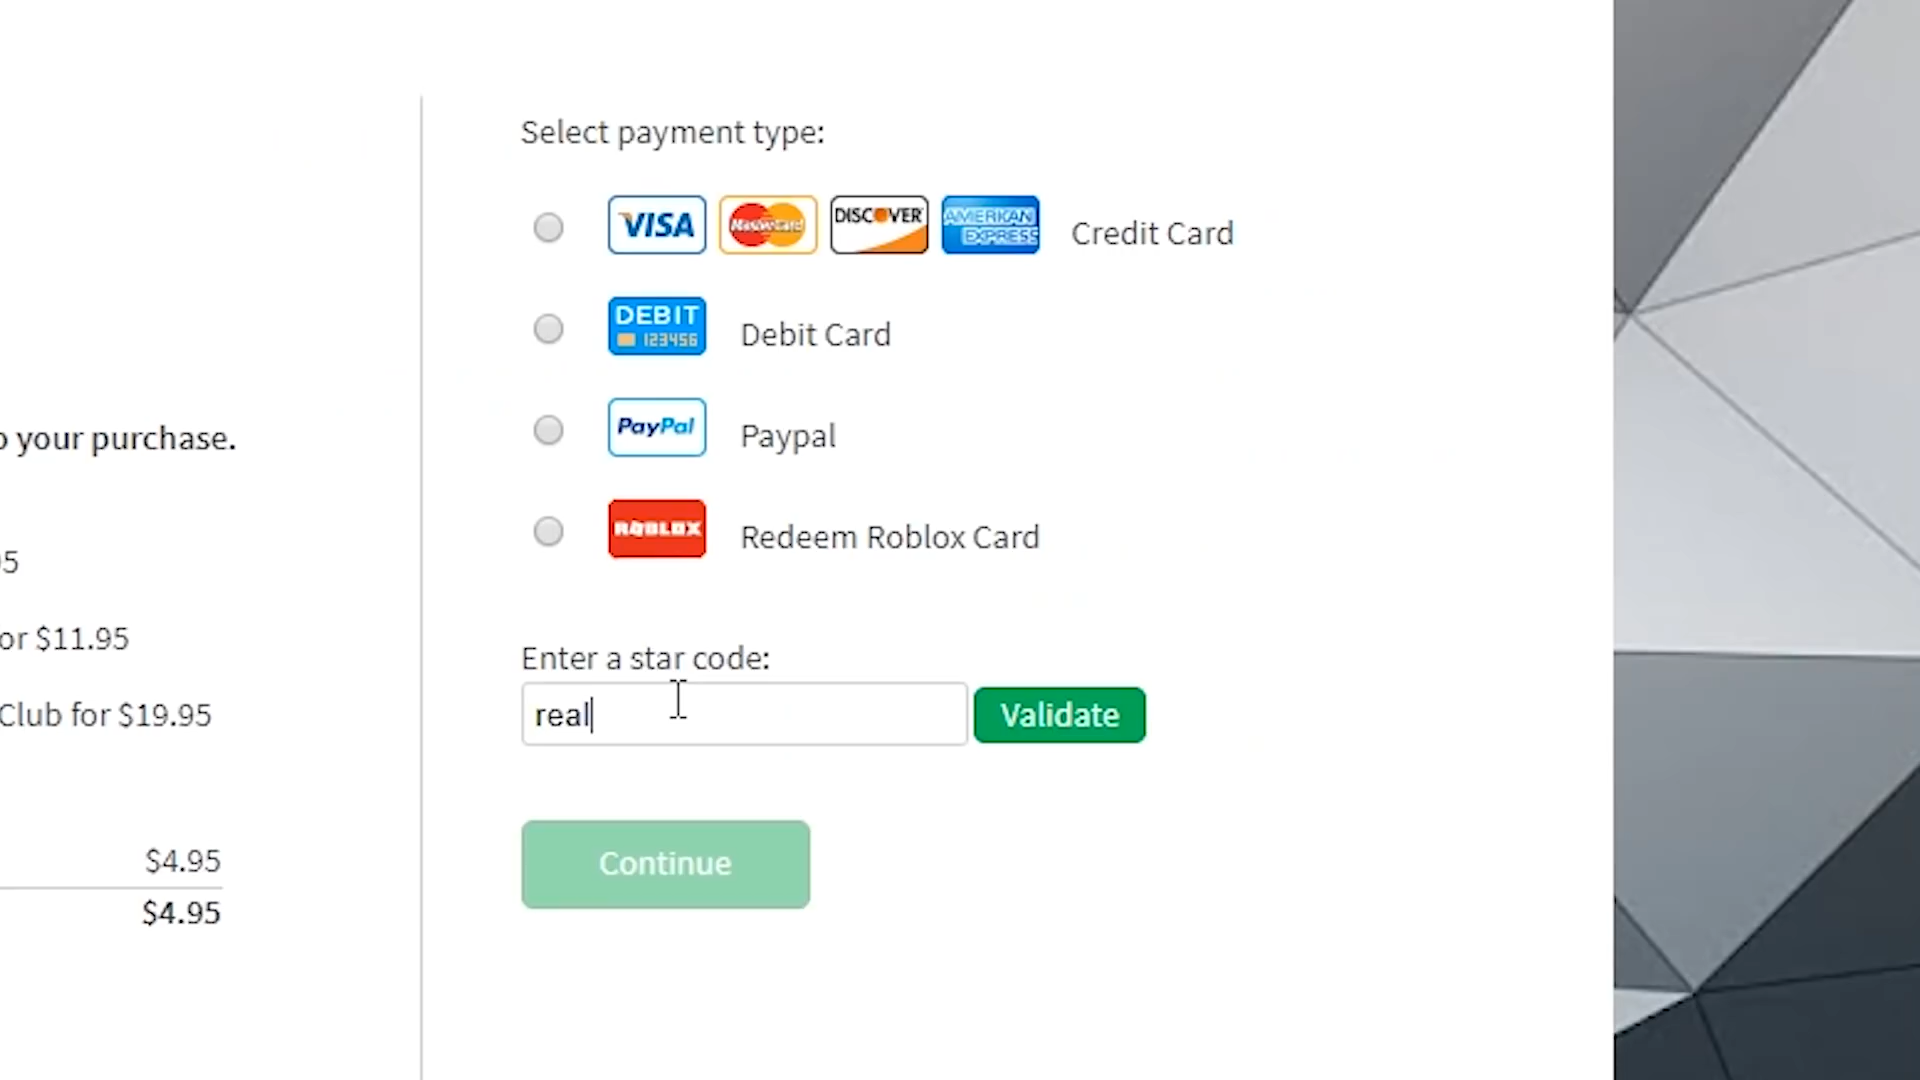 Select payment type:
VISA MasterCard DISCOVER AMERICAN EXPRESS Credit Card
DEBIT 123456 Debit Card
PayPal Paypal
ROBLOX Redeem Roblox Card
your purchase.
or $11.95
Club for $19.95
$4.95
$4.95
Enter a star code:
real Validate
Continue